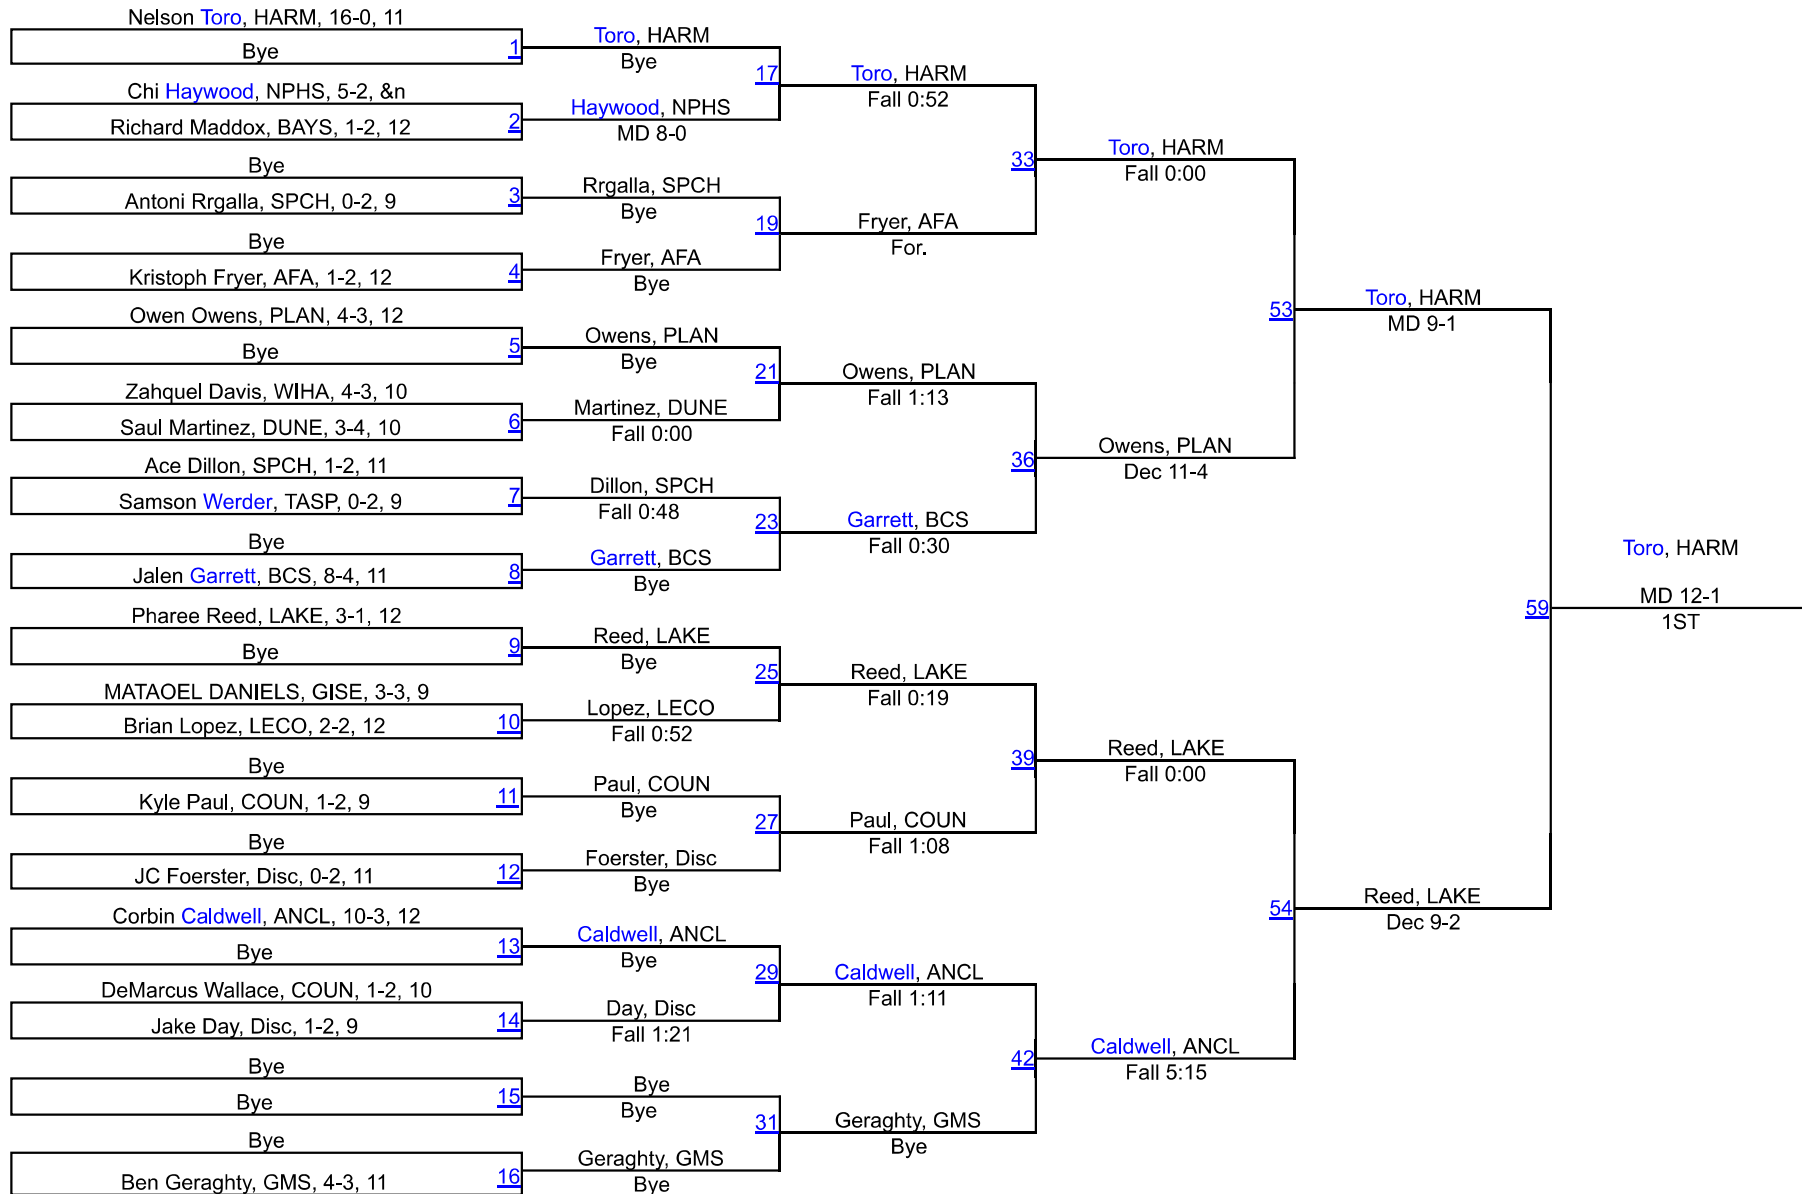 Nelson Toro, HARM, 16-0, 11
Bye
1
Chi Haywood, NPHS, 5-2, &n
Richard Maddox, BAYS, 1-2, 12
2
Bye
Antoni Rrgalla, SPCH, 0-2, 9
3
Bye
Kristoph Fryer, AFA, 1-2, 12
4
Owen Owens, PLAN, 4-3, 12
Bye
5
Zahquel Davis, WIHA, 4-3, 10
Saul Martinez, DUNE, 3-4, 10
6
Ace Dillon, SPCH, 1-2, 11
Samson Werder, TASP, 0-2, 9
7
Bye
Jalen Garrett, BCS, 8-4, 11
8
Pharee Reed, LAKE, 3-1, 12
Bye
9
MATAOEL DANIELS, GISE, 3-3, 9
Brian Lopez, LECO, 2-2, 12
10
Bye
Kyle Paul, COUN, 1-2, 9
11
Bye
JC Foerster, Disc, 0-2, 11
12
Corbin Caldwell, ANCL, 10-3, 12
Bye
13
DeMarcus Wallace, COUN, 1-2, 10
Jake Day, Disc, 1-2, 9
14
Bye
Bye
15
Bye
Ben Geraghty, GMS, 4-3, 11
16
Toro, HARM
Bye
17
Haywood, NPHS
MD 8-0
Rrgalla, SPCH
Bye
19
Fryer, AFA
Bye
Owens, PLAN
Bye
21
Martinez, DUNE
Fall 0:00
Dillon, SPCH
Fall 0:48
23
Garrett, BCS
Bye
Reed, LAKE
Bye
25
Lopez, LECO
Fall 0:52
Paul, COUN
Bye
27
Foerster, Disc
Bye
Caldwell, ANCL
Bye
29
Day, Disc
Fall 1:21
Bye
Bye
31
Geraghty, GMS
Bye
Toro, HARM
Fall 0:52
33
Fryer, AFA
For.
Owens, PLAN
Fall 1:13
36
Garrett, BCS
Fall 0:30
Reed, LAKE
Fall 0:19
39
Paul, COUN
Fall 1:08
Caldwell, ANCL
Fall 1:11
42
Geraghty, GMS
Bye
Toro, HARM
Fall 0:00
53
Owens, PLAN
Dec 11-4
Reed, LAKE
Fall 0:00
54
Caldwell, ANCL
Fall 5:15
Toro, HARM
MD 9-1
59
Reed, LAKE
Dec 9-2
Toro, HARM
MD 12-1
1ST